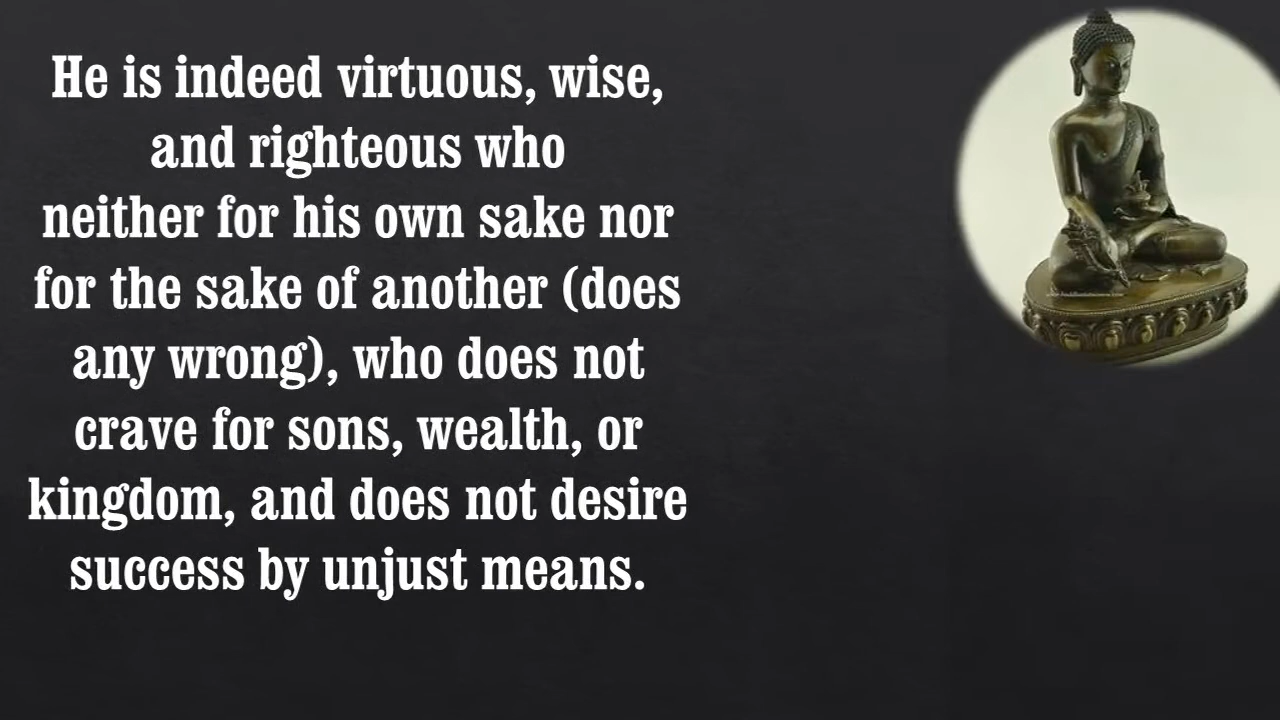 He is indeed virtuous, wise,
and righteous who
neither for his own sake nor
for the sake of another (does
any wrong), who does not
crave for sons, wealth, or
kingdom, and does not desire
success by unjust means.